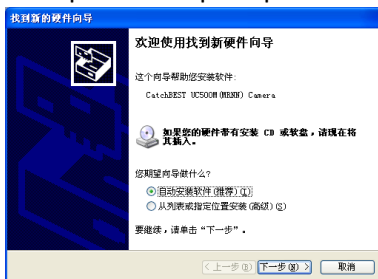 找到新的硬件向导
欢迎使用找到新硬件向导
这个向导帮助您安装软件:
CatchBEST UC500M(MRNN) Camera
如果您的硬件带有安装 CD 或软盘，请现在将
其插入。
您期望向导做什么?
自动安装软件(推荐)(I)
从列表或指定位置安装(高级)(S)
要继续，请单击“下一步”。
< 上一步(B)
下一步(N) >
取消